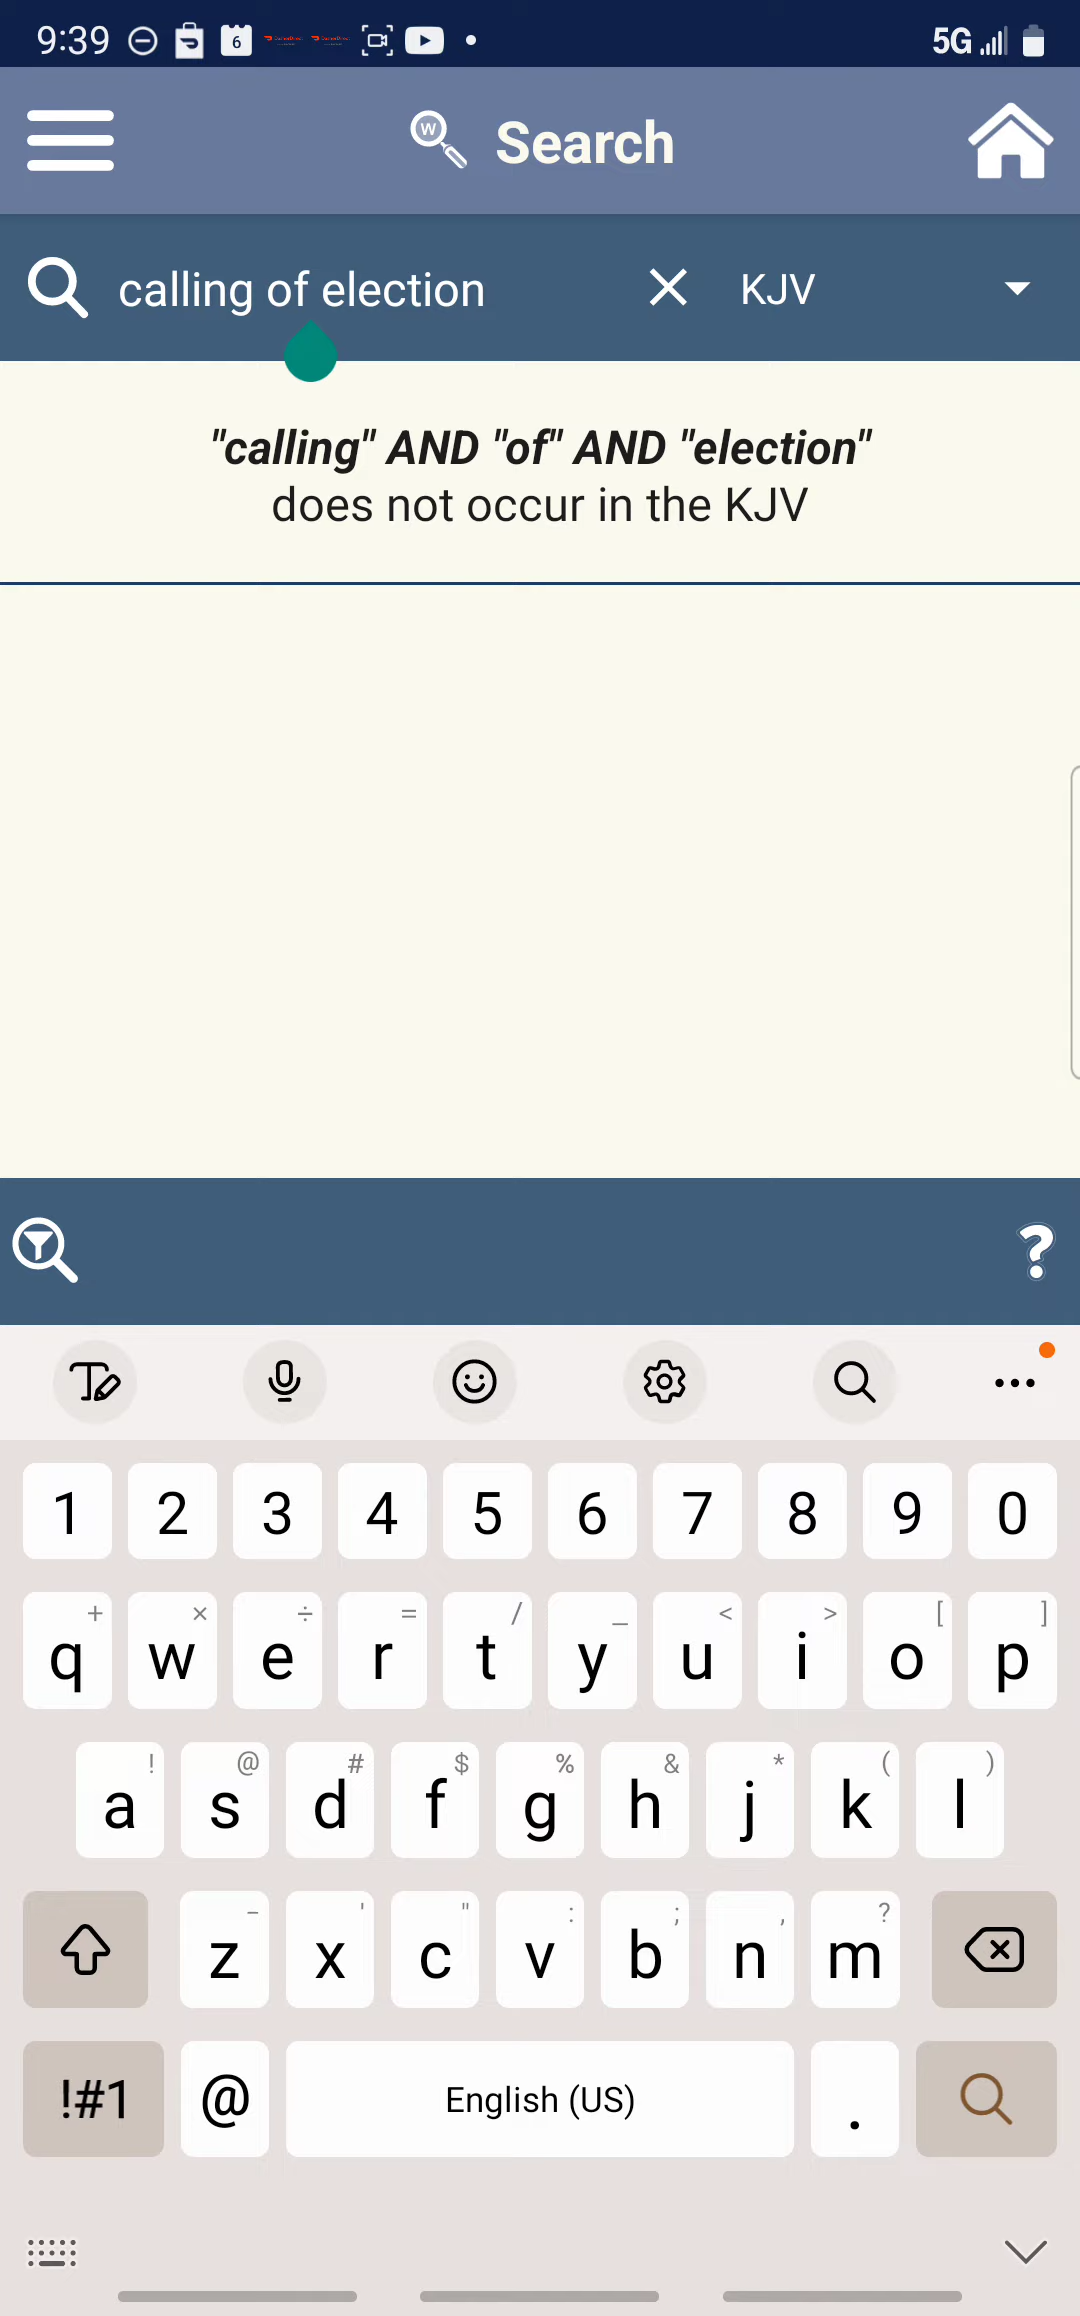 9:39
6
5G
W
Search
calling of election
KJV
"calling" AND "of" AND "election"
does not occur in the KJV
?
1 2 3 4 5 6 7 8 9 0
+ × ÷ = / _ < > [ ]
q w e r t y u i o p
! @ # $ % & * ( )
a s d f g h j k l
- ' " : ; , ?
z x c v b n m
!#1 @ English (US) .